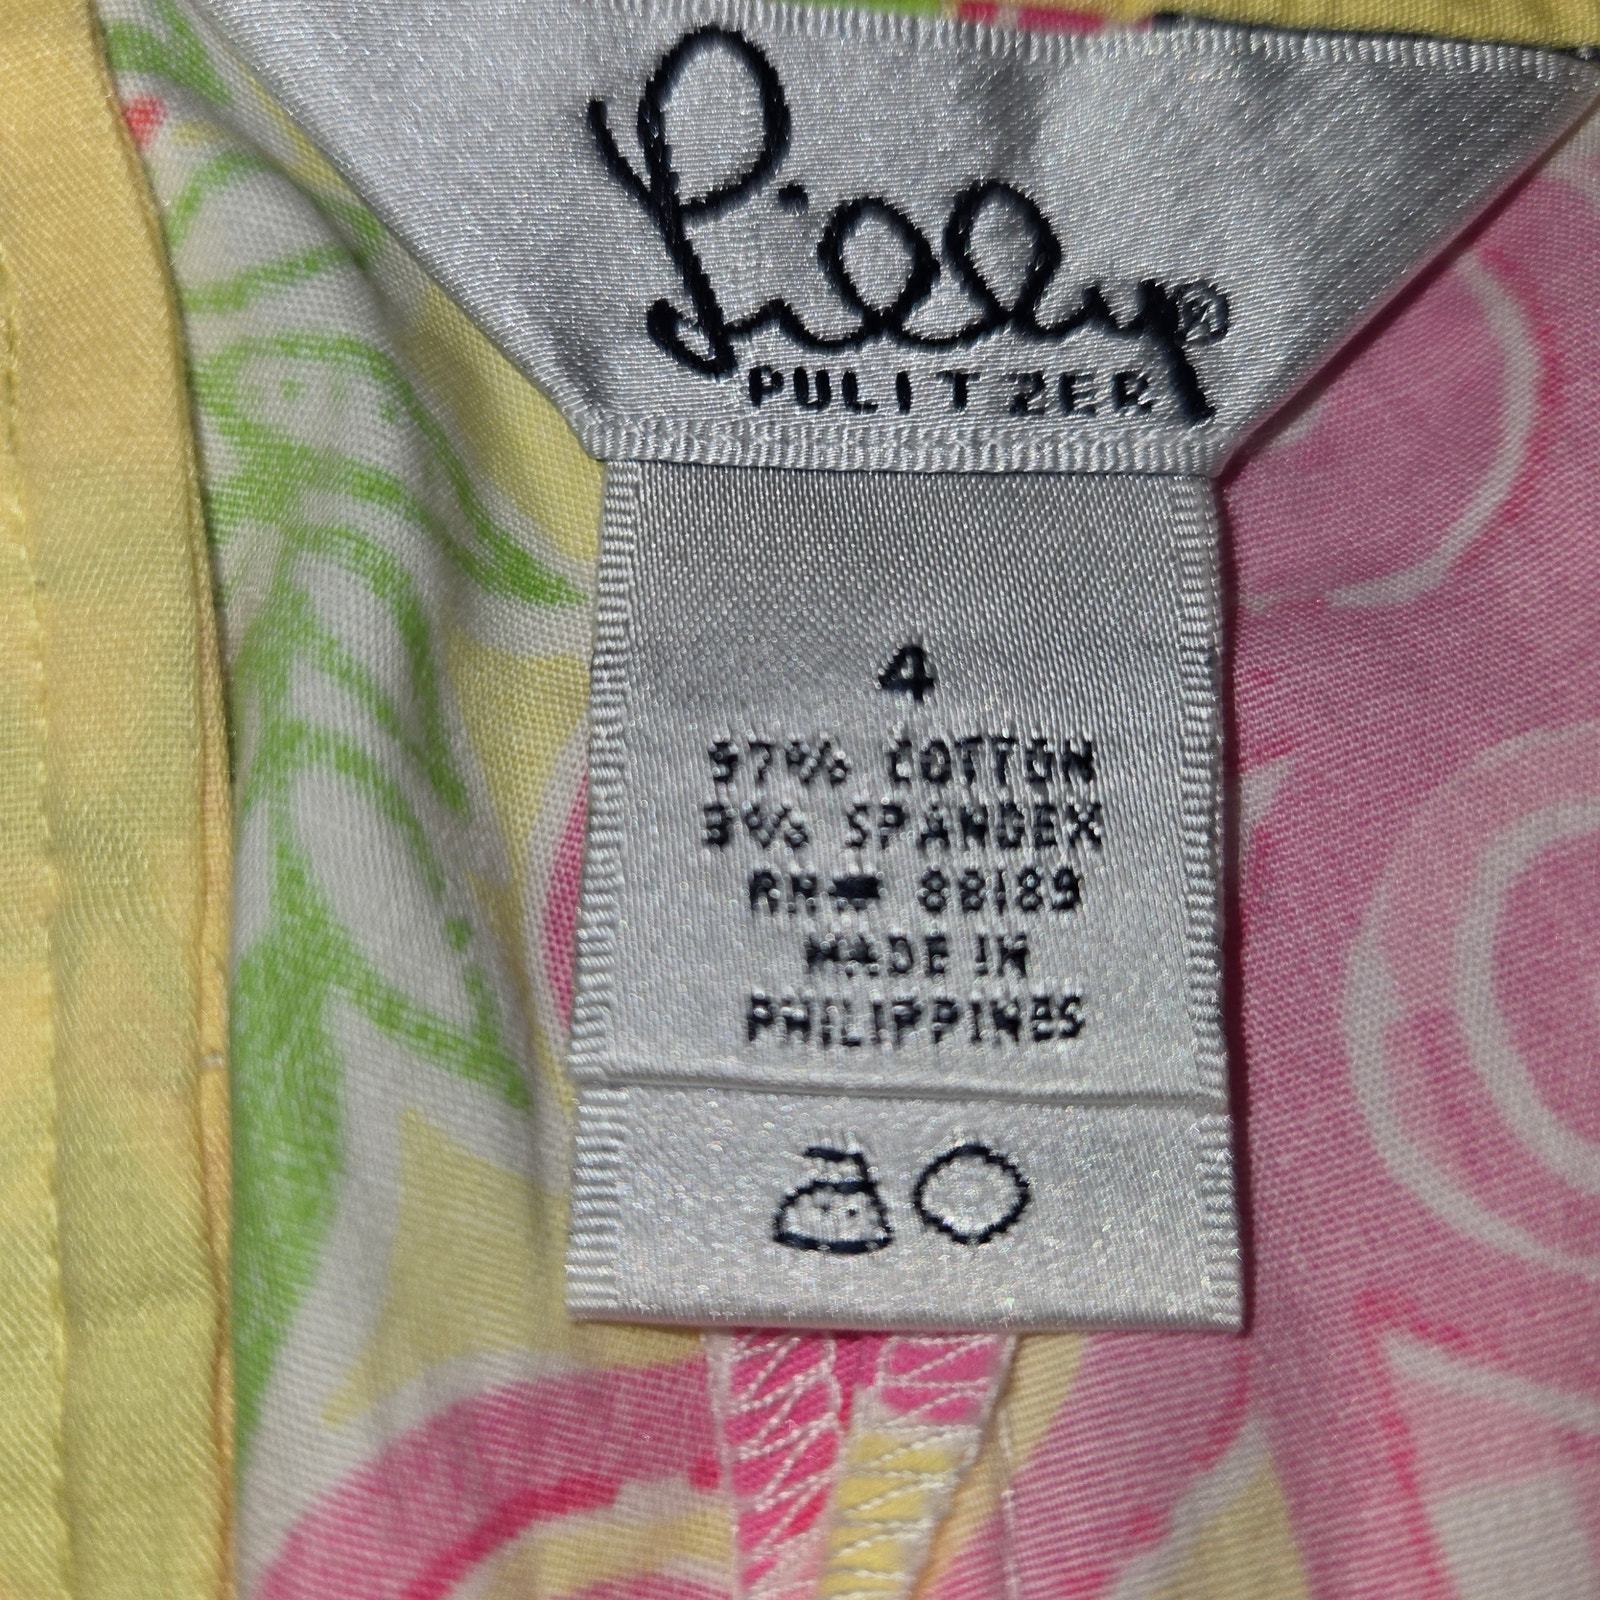 Lilly®
PULITZER
4
97% COTTON
3% SPANDEX
RN# 88189
MADE IN
PHILIPPINES